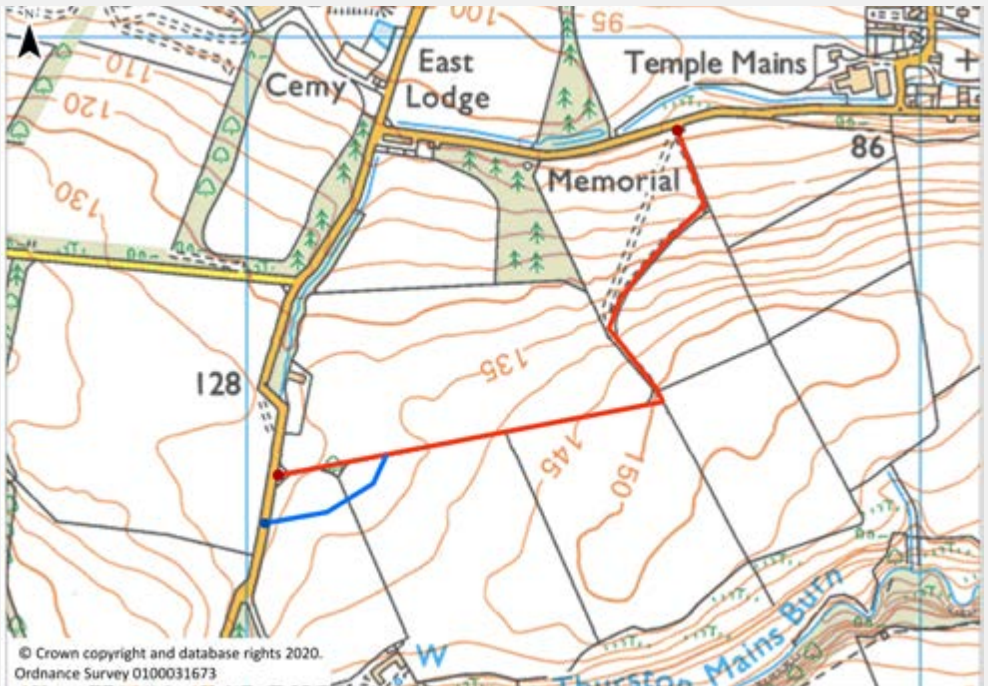 N
100
95
110
120
130
Cemy
East
Lodge
Temple Mains
+
86
Memorial
135
128
145
150
W
Thurston Mains Burn
© Crown copyright and database rights 2020.
Ordnance Survey 0100031673